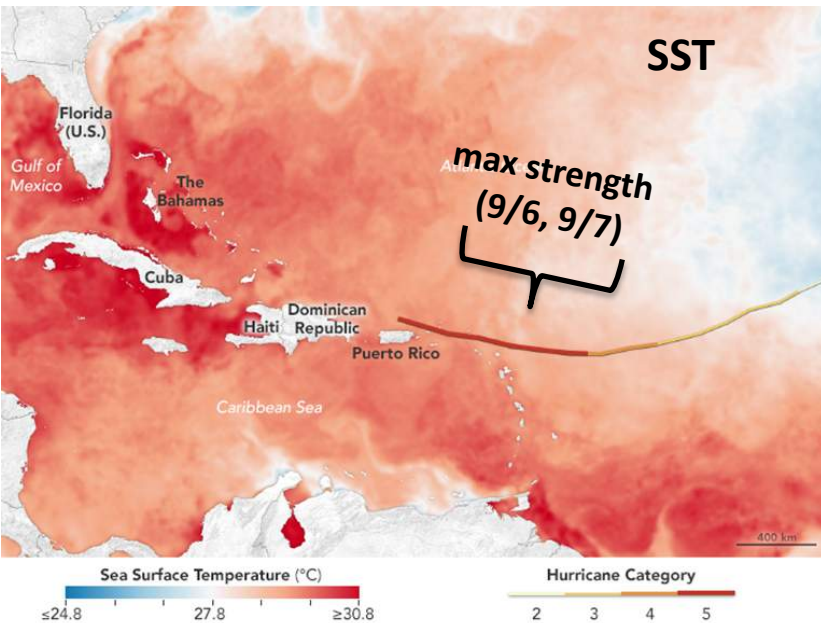 SST
Florida
(U.S.)
Gulf of
Mexico
max strength
(9/6, 9/7)
The
Bahamas
Cuba
Haiti
Dominican
Republic
Puerto Rico
Caribbean Sea
400 km
Sea Surface Temperature (°C)
≤24.8 27.8 ≥30.8
Hurricane Category
2 3 4 5